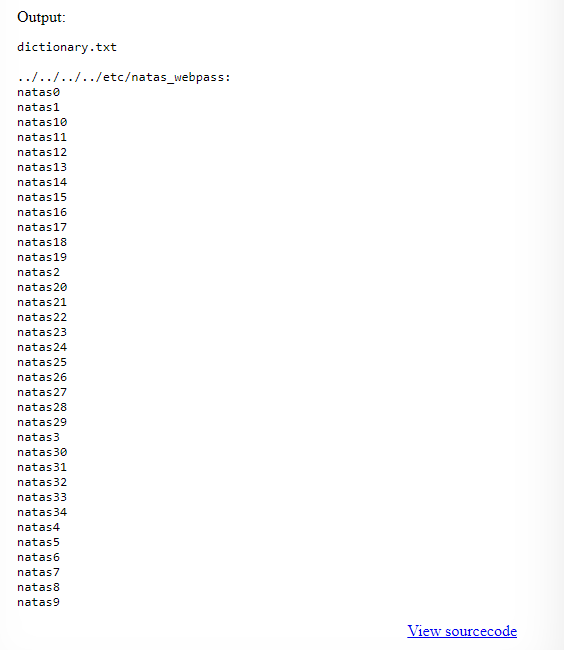 Output:
dictionary.txt
../../../../etc/natas_webpass:
natas0
natas1
natas10
natas11
natas12
natas13
natas14
natas15
natas16
natas17
natas18
natas19
natas2
natas20
natas21
natas22
natas23
natas24
natas25
natas26
natas27
natas28
natas29
natas3
natas30
natas31
natas32
natas33
natas34
natas4
natas5
natas6
natas7
natas8
natas9
View sourcecode